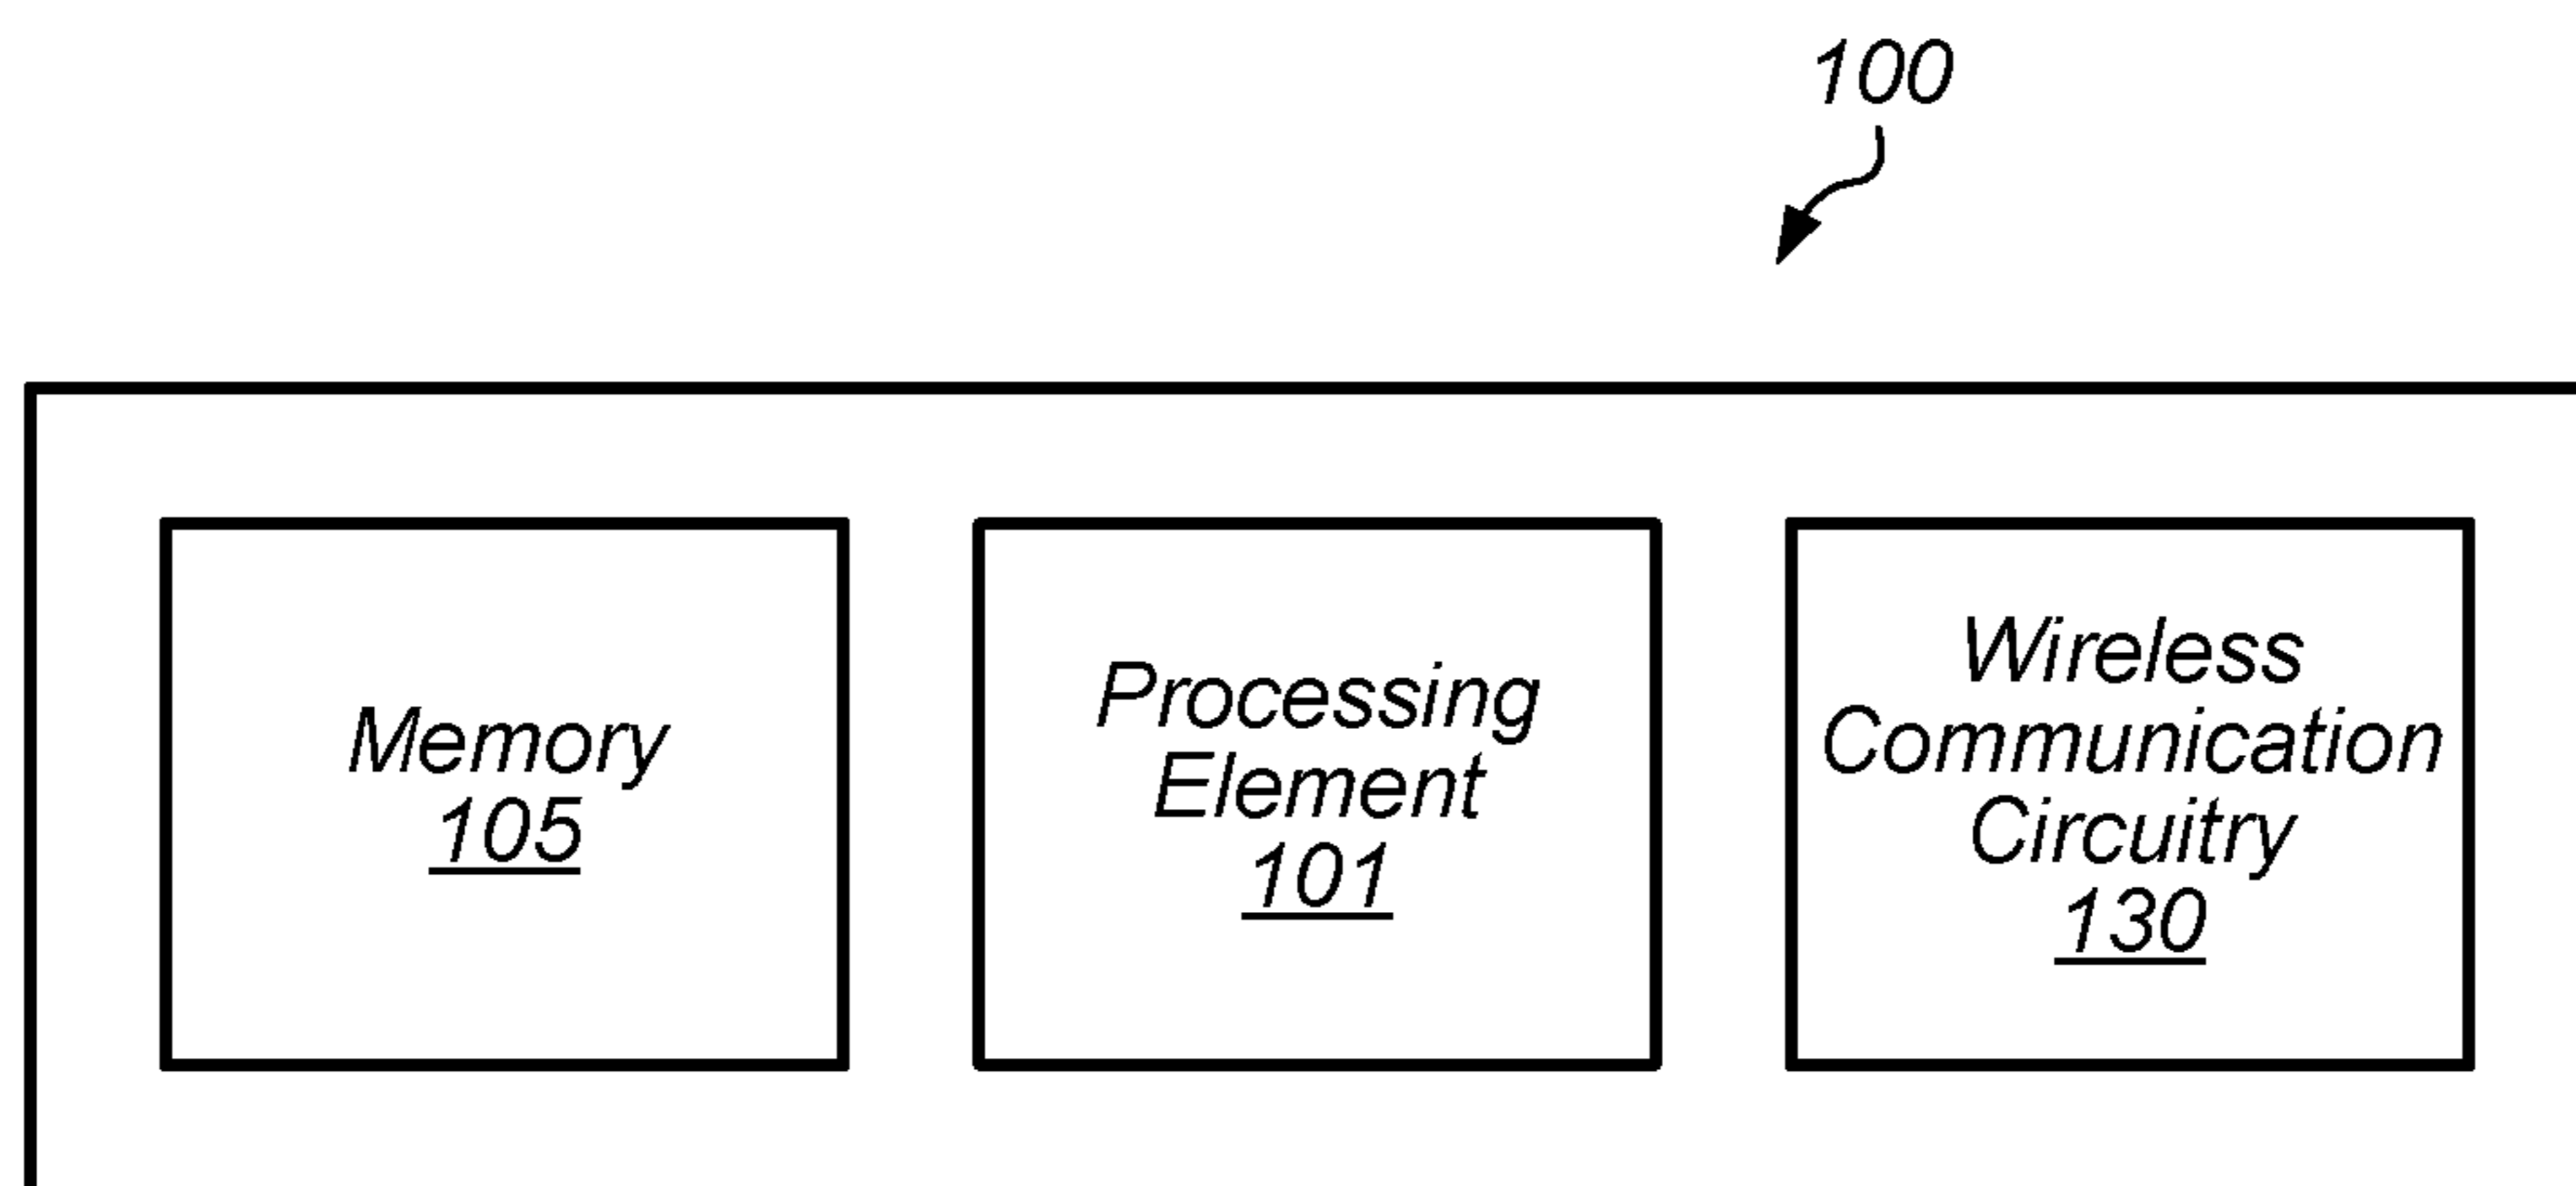 100
Memory
105
Processing
Element
101
Wireless
Communication
Circuitry
130